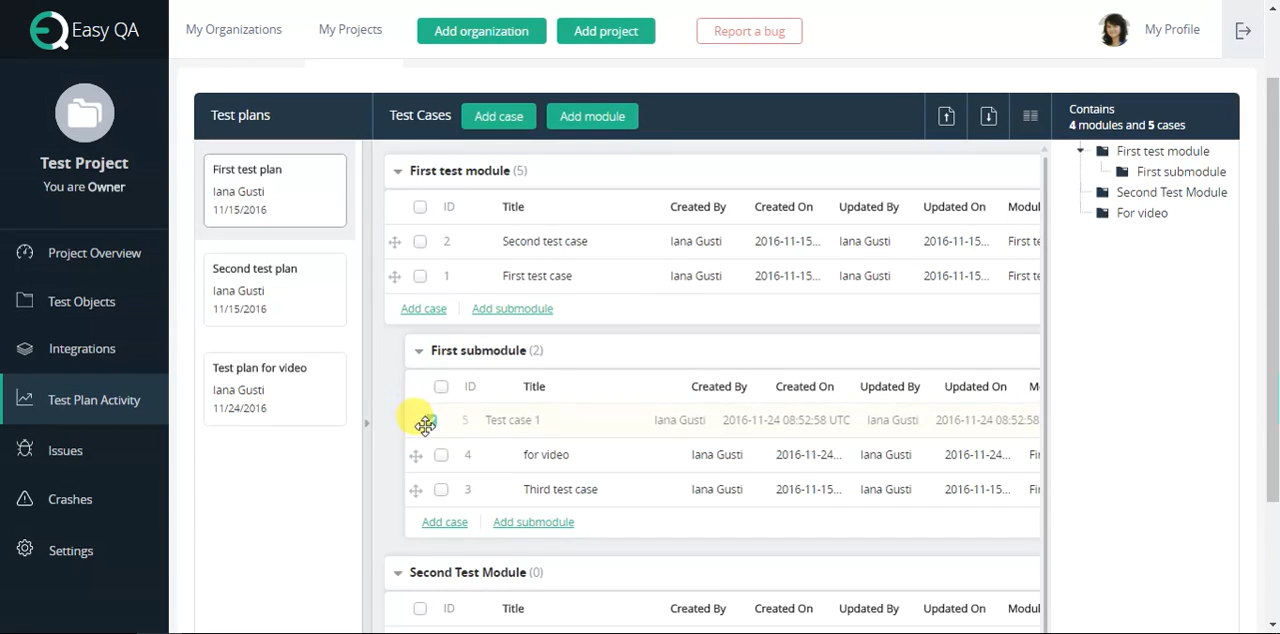 Easy QA
My Organizations
My Projects
Add organization
Add project
Report a bug
My Profile
Test Project
You are Owner
Project Overview
Test Objects
Integrations
Test Plan Activity
Issues
Crashes
Settings
Test plans
First test plan
Iana Gusti
11/15/2016
Second test plan
Iana Gusti
11/15/2016
Test plan for video
Iana Gusti
11/24/2016
Test Cases Add case Add module
First test module (5)
ID Title Created By Created On Updated By Updated On Modul
2 Second test case Iana Gusti 2016-11-15... Iana Gusti 2016-11-15... First te
1 First test case Iana Gusti 2016-11-15... Iana Gusti 2016-11-15... First te
Add case Add submodule
First submodule (2)
ID Title Created By Created On Updated By Updated On M
5 Test case 1 Iana Gusti 2016-11-24 08:52:58 UTC Iana Gusti 2016-11-24 08:52:58
4 for video Iana Gusti 2016-11-24... Iana Gusti 2016-11-24... Fi
3 Third test case Iana Gusti 2016-11-15... Iana Gusti 2016-11-15... Fi
Add case Add submodule
Second Test Module (0)
ID Title Created By Created On Updated By Updated On Modul
Contains
4 modules and 5 cases
First test module
First submodule
Second Test Module
For video